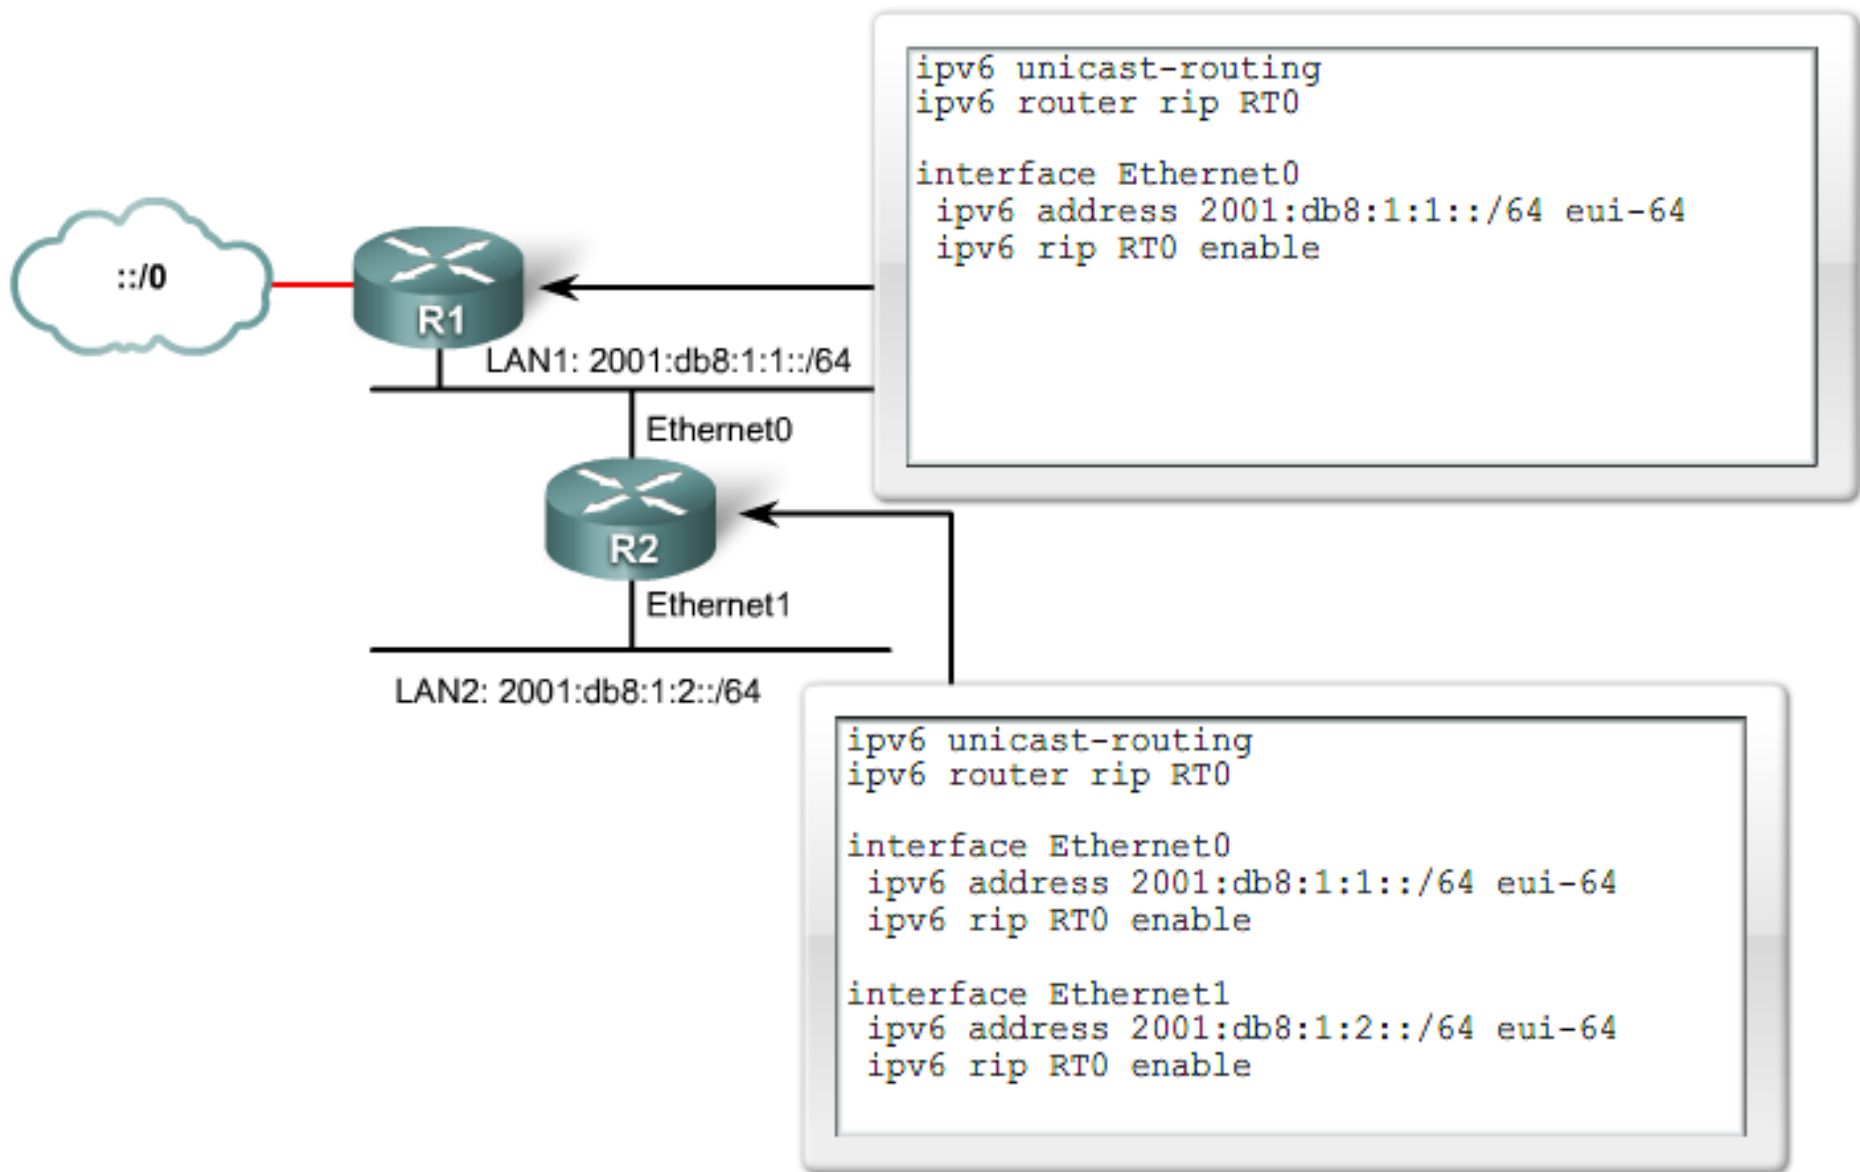 ipv6 unicast-routing
ipv6 router rip RT0
interface Ethernet0
ipv6 address 2001:db8:1:1::/64 eui-64
ipv6 rip RT0 enable
::/0
R1
LAN1: 2001:db8:1:1::/64
Ethernet0
R2
Ethernet1
LAN2: 2001:db8:1:2::/64
ipv6 unicast-routing
ipv6 router rip RT0
interface Ethernet0
ipv6 address 2001:db8:1:1::/64 eui-64
ipv6 rip RT0 enable
interface Ethernet1
ipv6 address 2001:db8:1:2::/64 eui-64
ipv6 rip RT0 enable